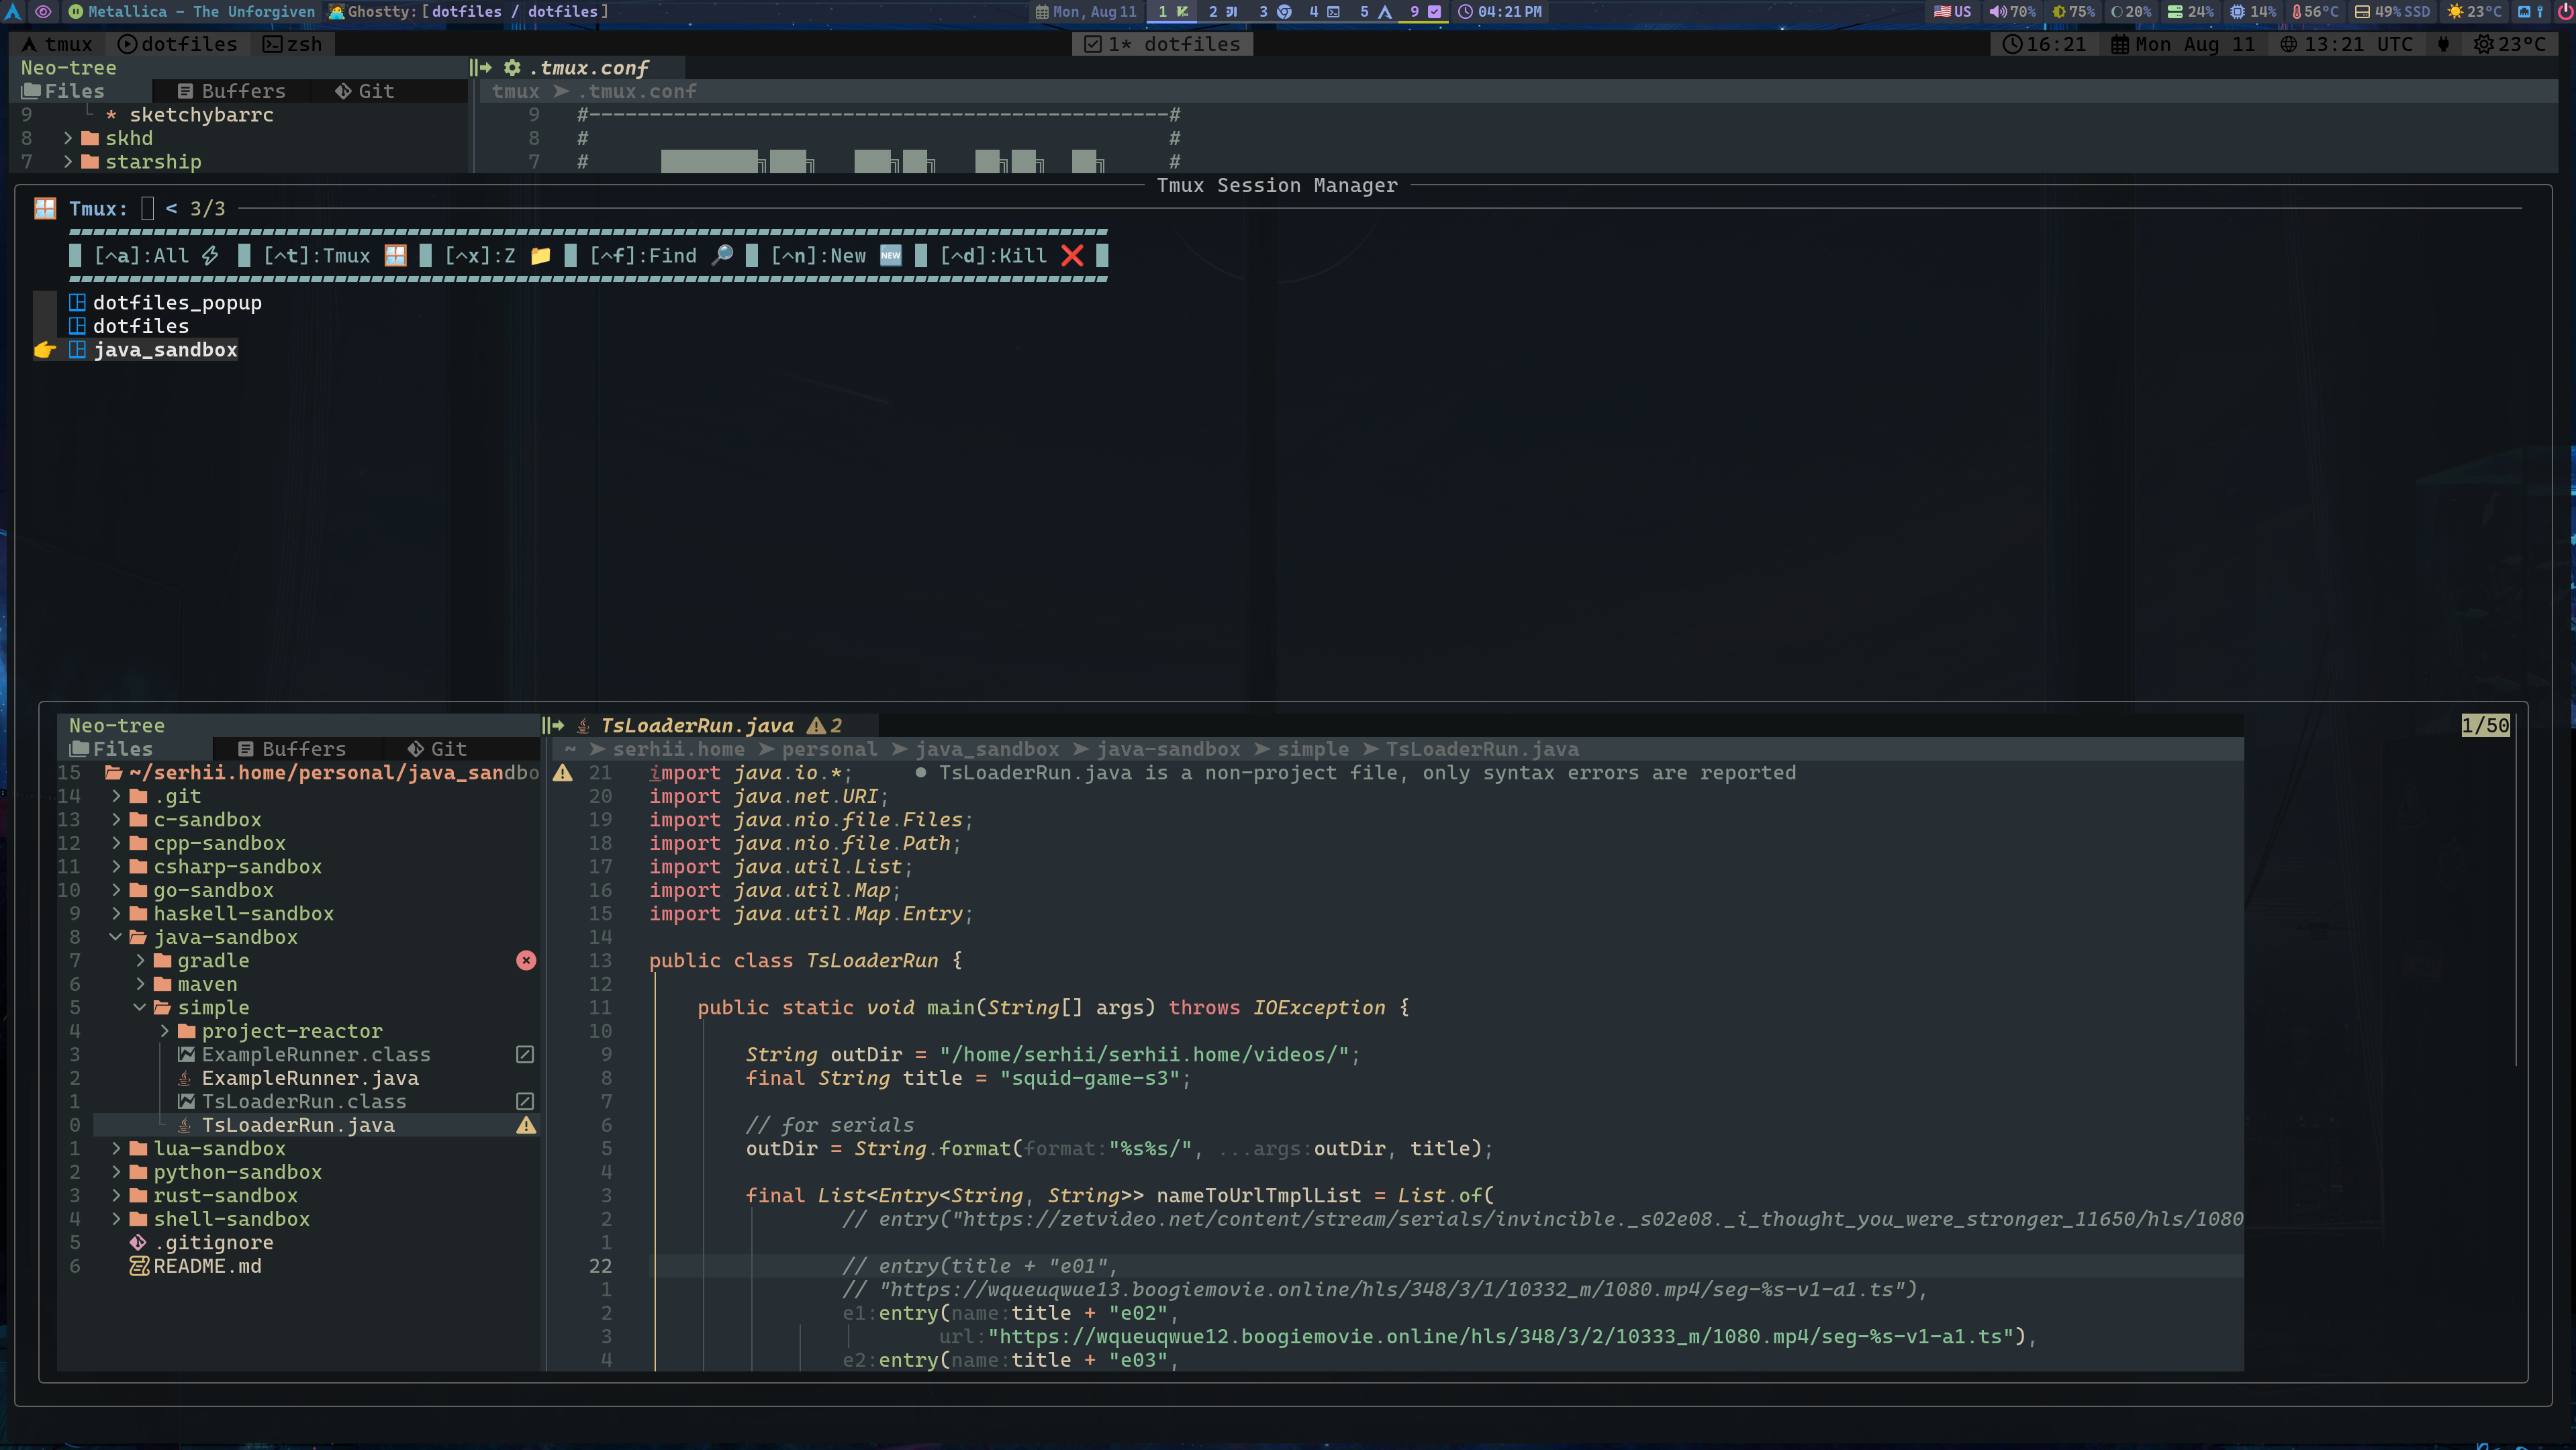 Metallica - The Unforgiven Ghostty: [ dotfiles / dotfiles ] Mon, Aug 11 1 2 3 4 5 9 04:21 PM US 70% 75% 20% 24% 14% 56°C 49% SSD 23°C
tmux dotfiles zsh 1* dotfiles 16:21 Mon Aug 11 13:21 UTC 23°C
Neo-tree .tmux.conf
Files Buffers Git tmux ➤ .tmux.conf
9 * sketchybarrc 9 #------------------------------------------------#
8 > skhd 8 # #
7 > starship 7 # #
Tmux Session Manager
Tmux: < 3/3
[^a]:All [^t]:Tmux [^x]:Z [^f]:Find [^n]:New [^d]:Kill
dotfiles_popup
dotfiles
java_sandbox
Neo-tree TsLoaderRun.java 2 1/50
Files Buffers Git ~ ➤ serhii.home ➤ personal ➤ java_sandbox ➤ java-sandbox ➤ simple ➤ TsLoaderRun.java
15 ~/serhii.home/personal/java_sandbo 21 import java.io.*; ● TsLoaderRun.java is a non-project file, only syntax errors are reported
14 > .git 20 import java.net.URI;
13 > c-sandbox 19 import java.nio.file.Files;
12 > cpp-sandbox 18 import java.nio.file.Path;
11 > csharp-sandbox 17 import java.util.List;
10 > go-sandbox 16 import java.util.Map;
9 > haskell-sandbox 15 import java.util.Map.Entry;
8 java-sandbox 14
7 > gradle 13 public class TsLoaderRun {
6 > maven 12
5 simple 11 public static void main(String[] args) throws IOException {
4 > project-reactor 10
3 ExampleRunner.class 9 String outDir = "/home/serhii/serhii.home/videos/";
2 ExampleRunner.java 8 final String title = "squid-game-s3";
1 TsLoaderRun.class 7
0 TsLoaderRun.java 6 // for serials
1 > lua-sandbox 5 outDir = String.format(format:"%s%s/", ...args:outDir, title);
2 > python-sandbox 4
3 > rust-sandbox 3 final List<Entry<String, String>> nameToUrlTmplList = List.of(
4 > shell-sandbox 2 // entry("https://zetvideo.net/content/stream/serials/invincible._s02e08._i_thought_you_were_stronger_11650/hls/1080
5 .gitignore 1
6 README.md 22 // entry(title + "e01",
1 // "https://wqueuqwue13.boogiemovie.online/hls/348/3/1/10332_m/1080.mp4/seg-%s-v1-a1.ts"),
2 e1:entry(name:title + "e02",
3 url:"https://wqueuqwue12.boogiemovie.online/hls/348/3/2/10333_m/1080.mp4/seg-%s-v1-a1.ts"),
4 e2:entry(name:title + "e03",